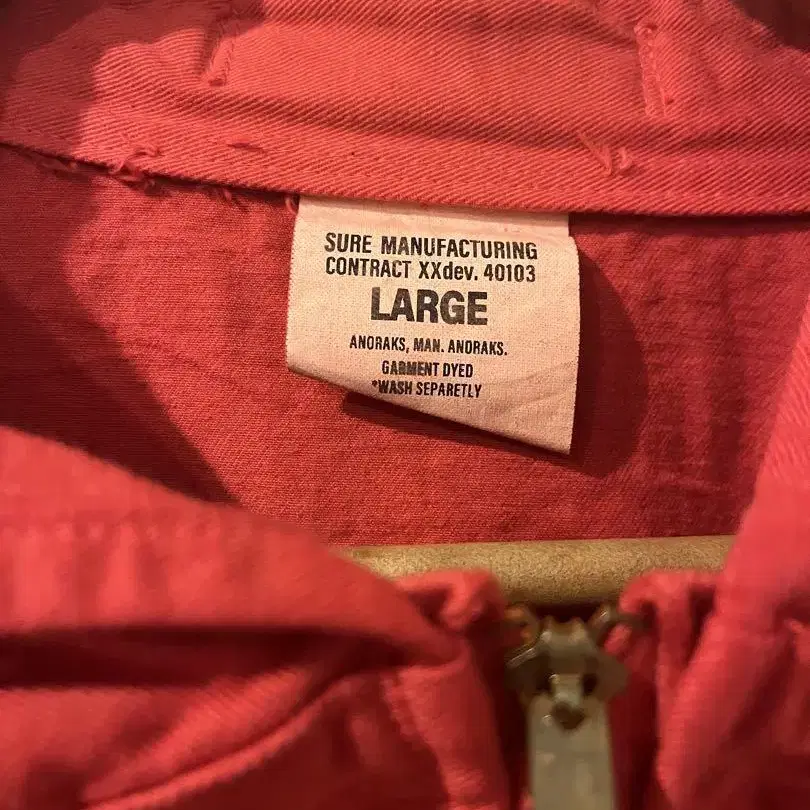 SURE MANUFACTURING
CONTRACT XXdev. 40103
LARGE
ANORAKS, MAN. ANORAKS.
GARMENT DYED
*WASH SEPARETLY